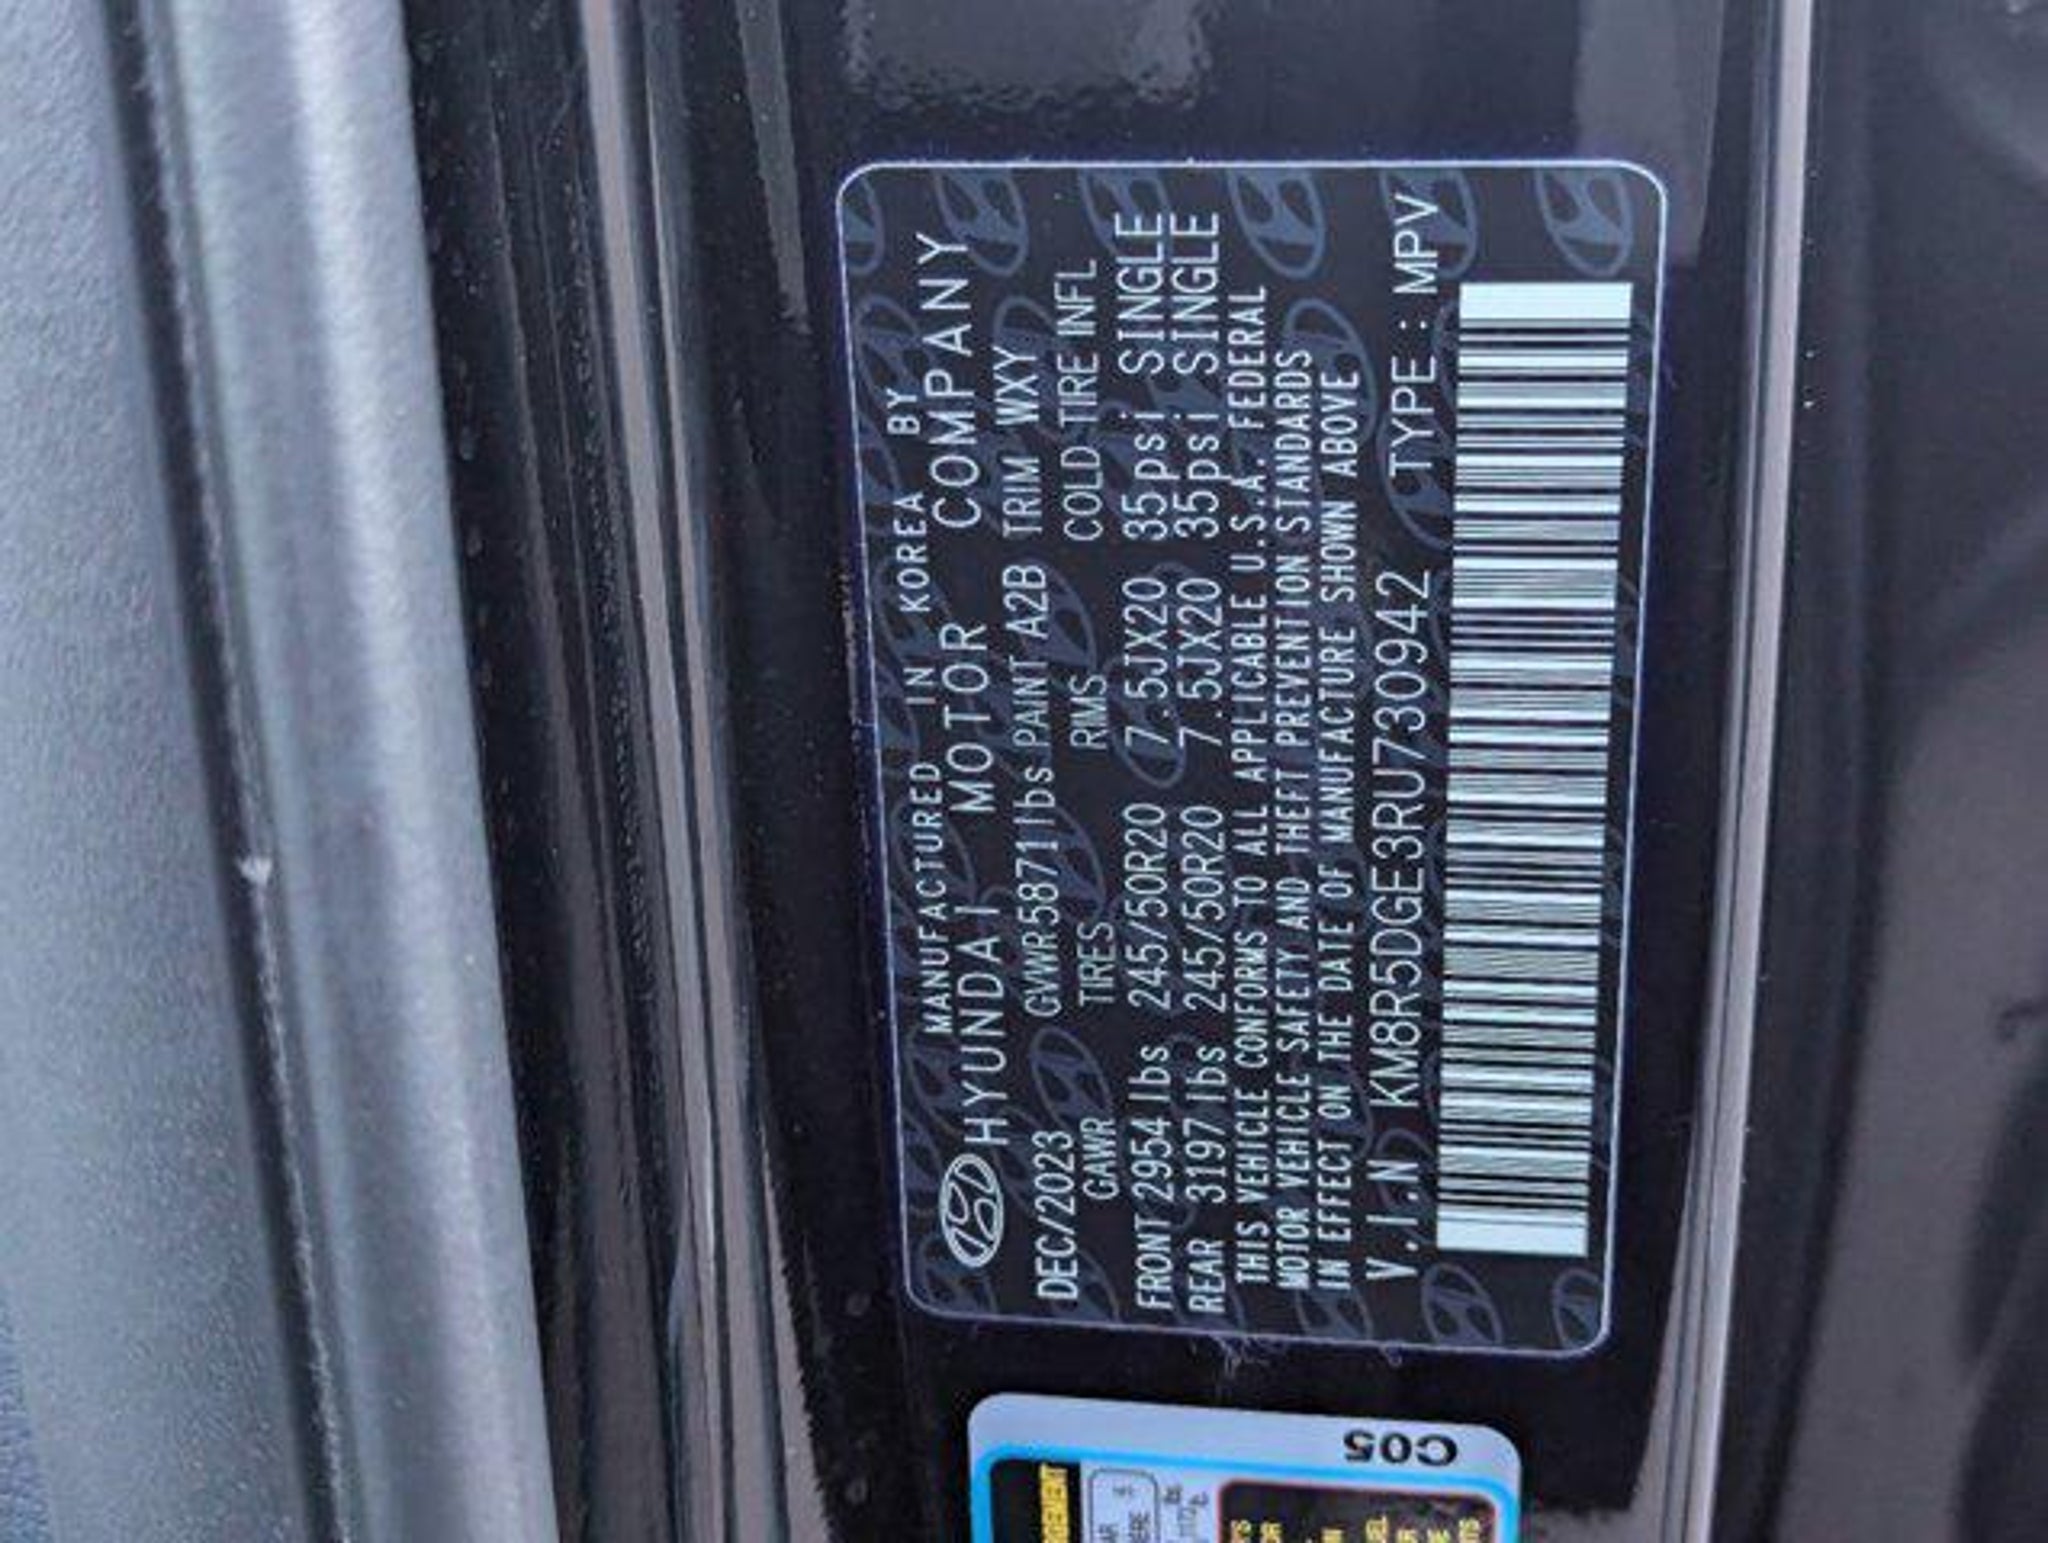 MANUFACTURED IN KOREA BY
HYUNDAI MOTOR COMPANY
DEC/2023 GVWR5871lbs PAINT A2B TRIM WXY
GAWR TIRES RIMS COLD TIRE INFL
FRONT 2954 lbs 245/50R20 7.5JX20 35psi SINGLE
REAR 3197 lbs 245/50R20 7.5JX20 35psi SINGLE
THIS VEHICLE CONFORMS TO ALL APPLICABLE U.S.A. FEDERAL
MOTOR VEHICLE SAFETY AND THEFT PREVENTION STANDARDS
IN EFFECT ON THE DATE OF MANUFACTURE SHOWN ABOVE
V.I.N KM8R5DGE3RU730942 TYPE : MPV
C05